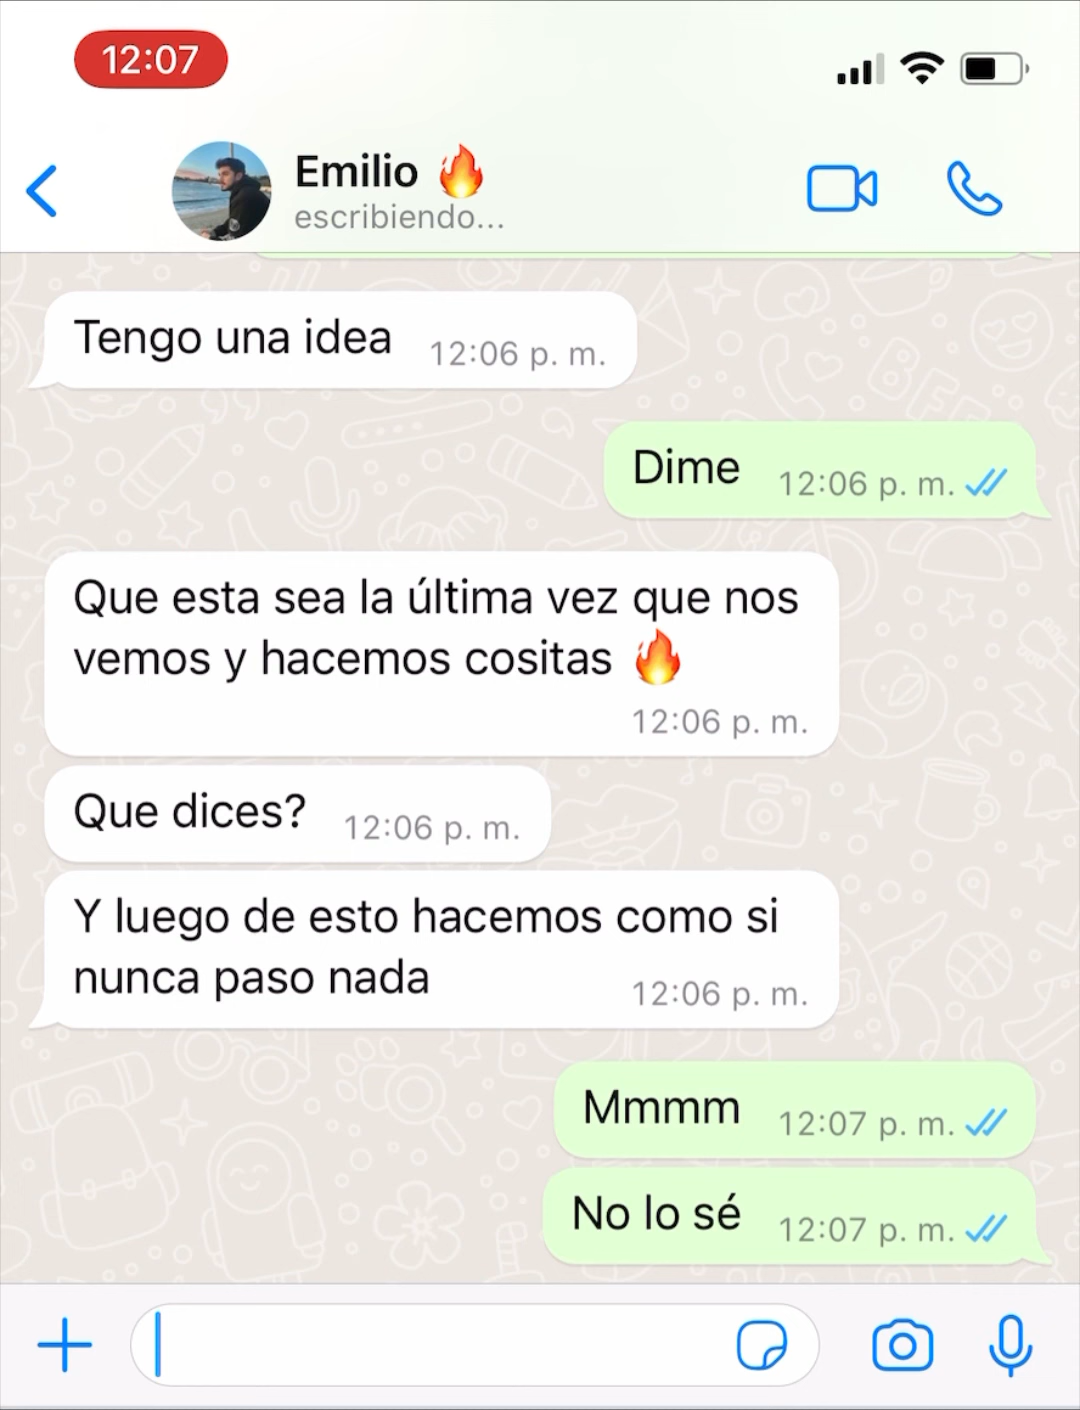 12:07
Emilio 🔥
escribiendo...
Tengo una idea 12:06 p. m.
Dime 12:06 p. m.
Que esta sea la última vez que nos
vemos y hacemos cositas 🔥
12:06 p. m.
Que dices? 12:06 p. m.
Y luego de esto hacemos como si
nunca paso nada 12:06 p. m.
Mmmm 12:07 p. m.
No lo sé 12:07 p. m.